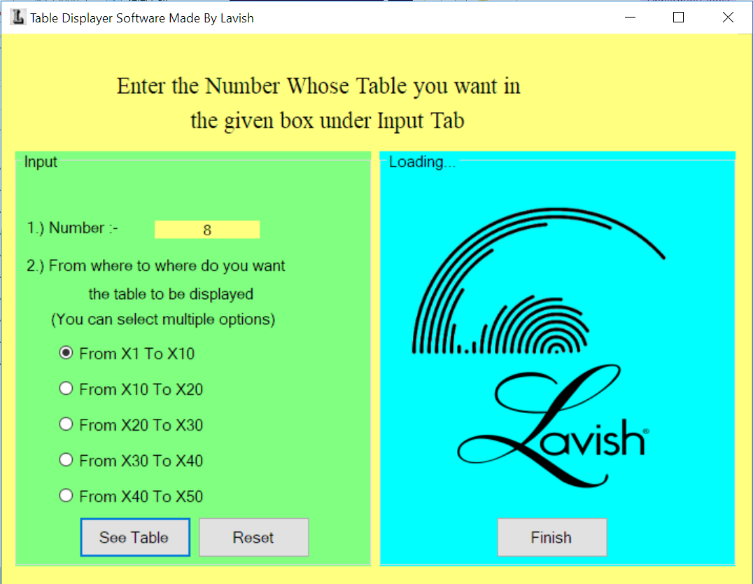 Table Displayer Software Made By Lavish
Enter the Number Whose Table you want in
the given box under Input Tab
Input
1.) Number :-
8
2.) From where to where do you want
the table to be displayed
(You can select multiple options)
From X1 To X10
From X10 To X20
From X20 To X30
From X30 To X40
From X40 To X50
See Table
Reset
Loading...
Lavish®
Finish